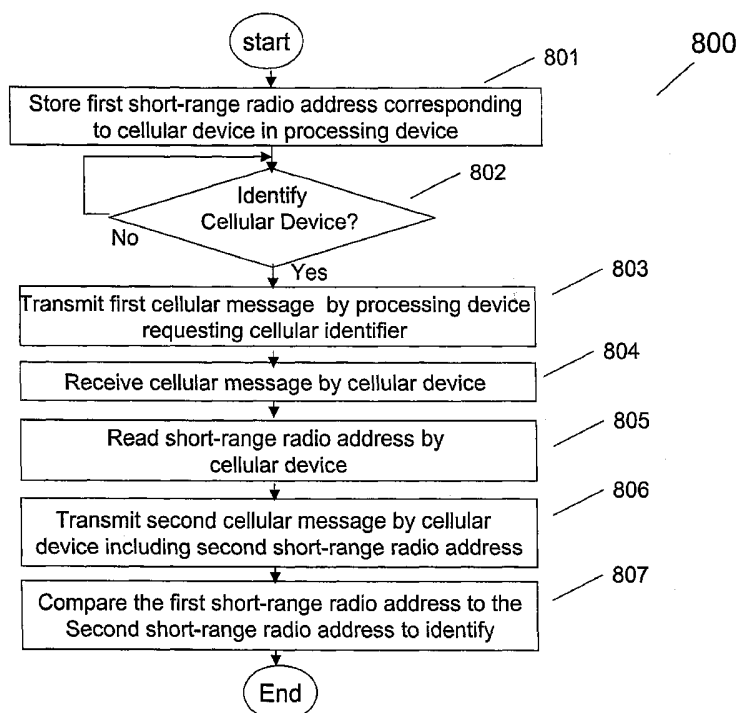 start
800
801
Store first short-range radio address corresponding
to cellular device in processing device
802
Identify
Cellular Device?
No
Yes
803
Transmit first cellular message by processing device
requesting cellular identifier
804
Receive cellular message by cellular device
805
Read short-range radio address by
cellular device
806
Transmit second cellular message by cellular
device including second short-range radio address
807
Compare the first short-range radio address to the
Second short-range radio address to identify
End